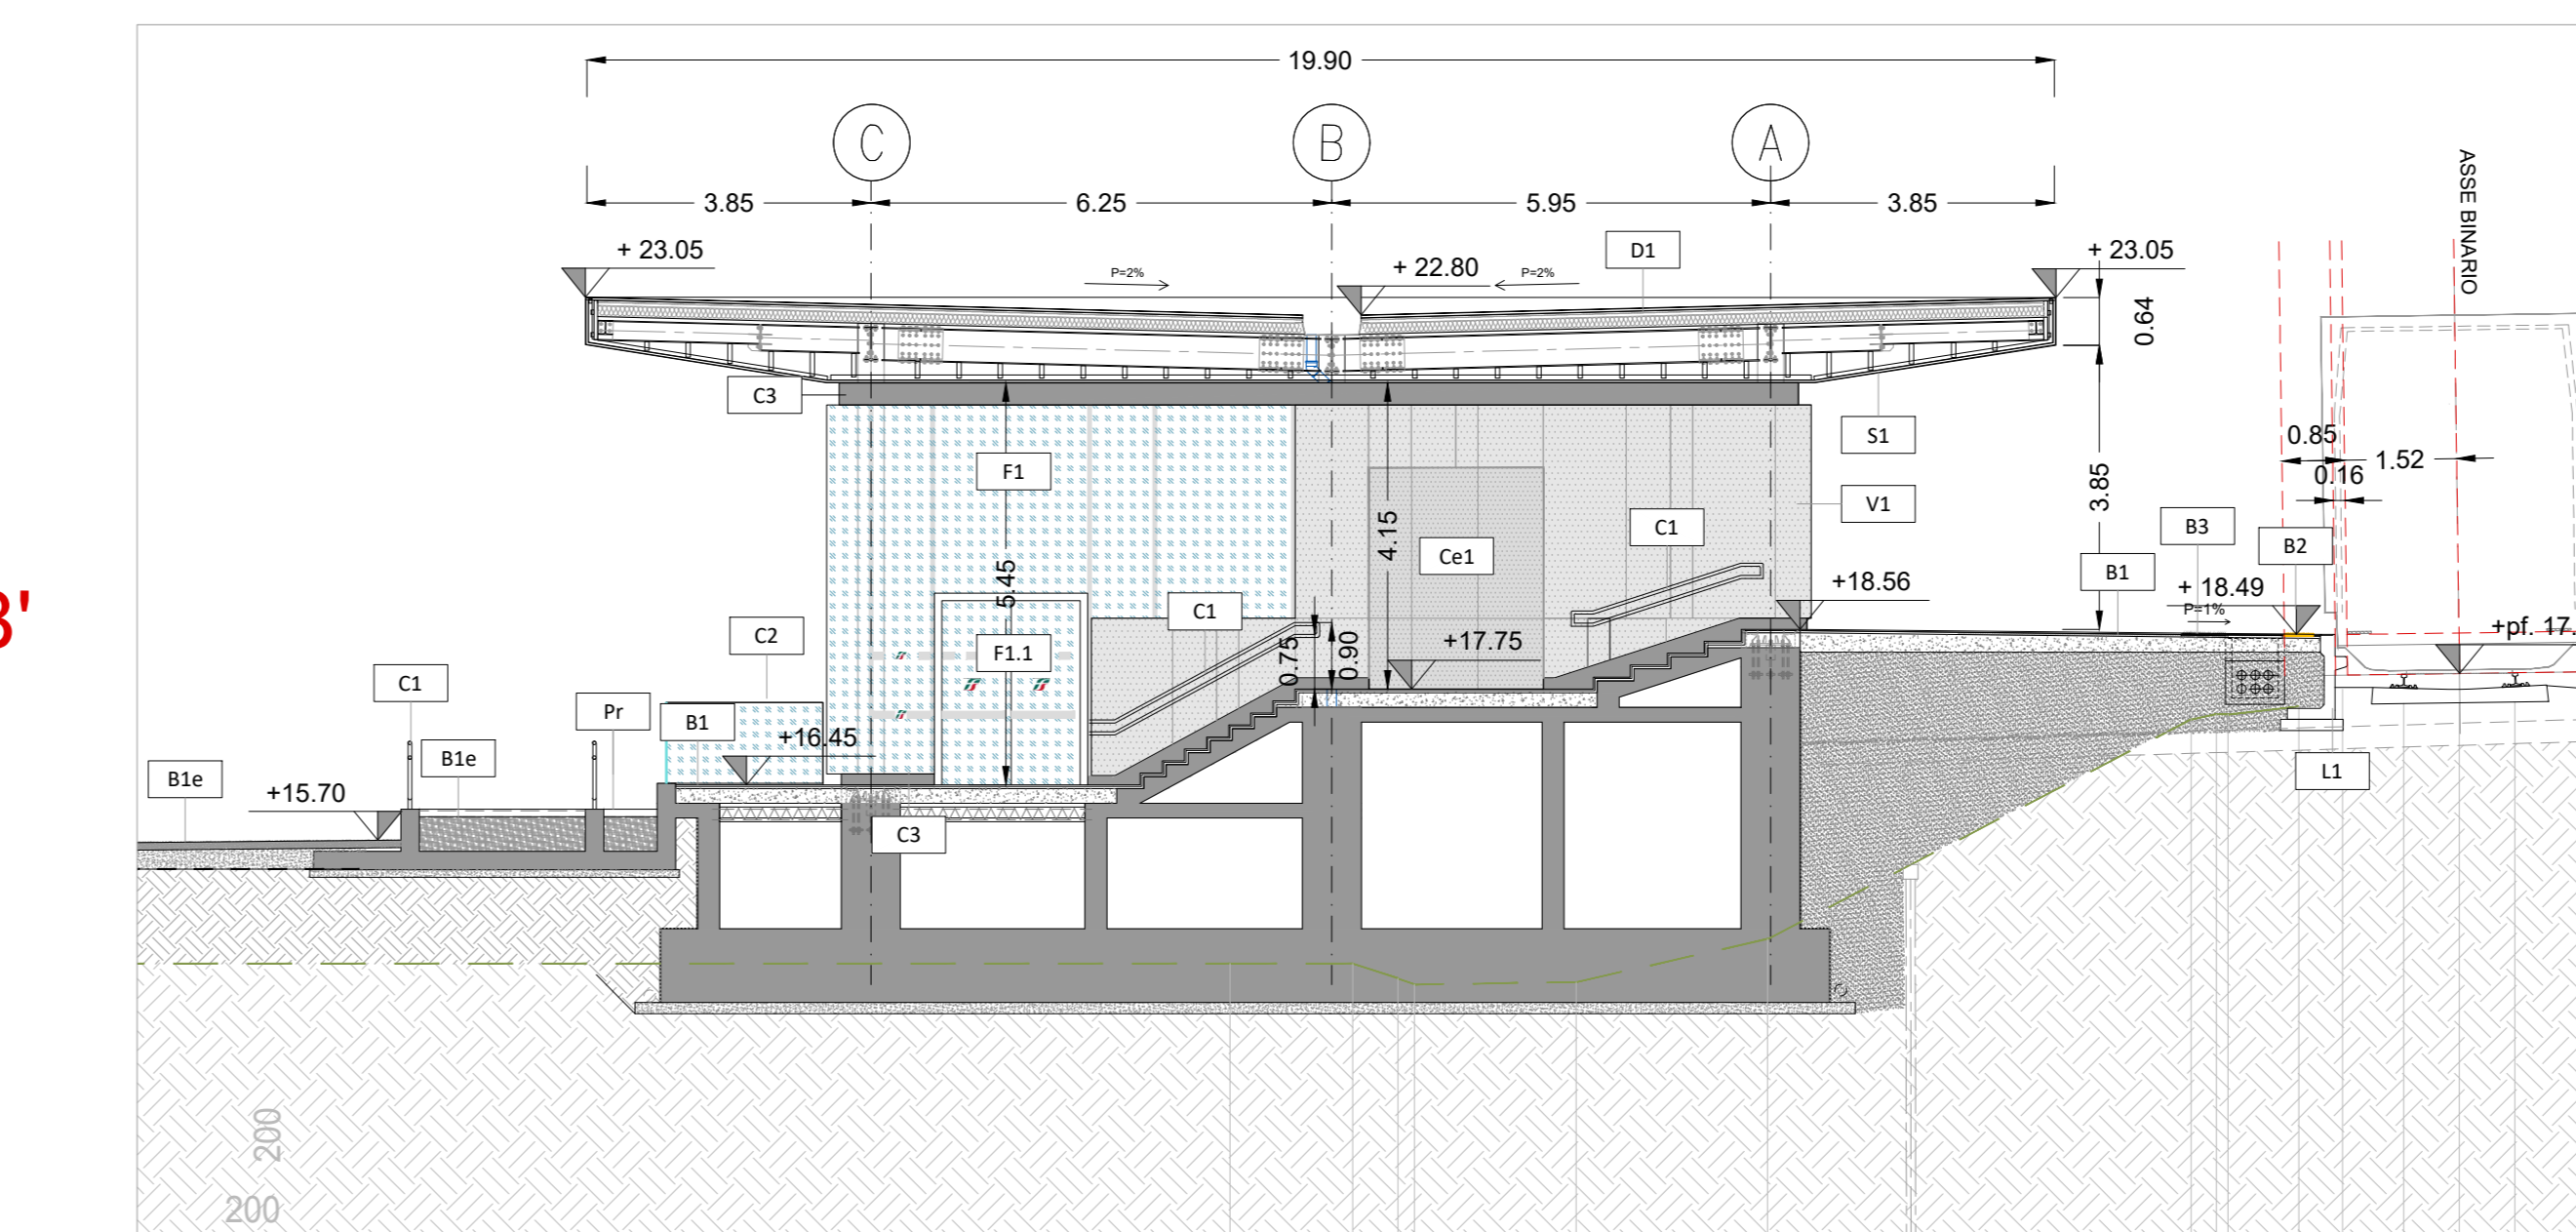 19.90
C
B
A
3.85
6.25
5.95
3.85
ASSE BINARIO
+ 23.05
P=2%
+ 22.80
P=2%
D1
+ 23.05
0.64
C3
S1
F1
0.85
1.52
0.16
V1
3.85
4.15
C1
Ce1
B3
B2
B1
5.45
+18.56
+ 18.49
P=1%
3'
C2
C1
F1.1
0.75
0.90
+17.75
+pf. 17.
C1
Pr
B1
+16.45
B1e
B1e
+15.70
L1
C3
200
200